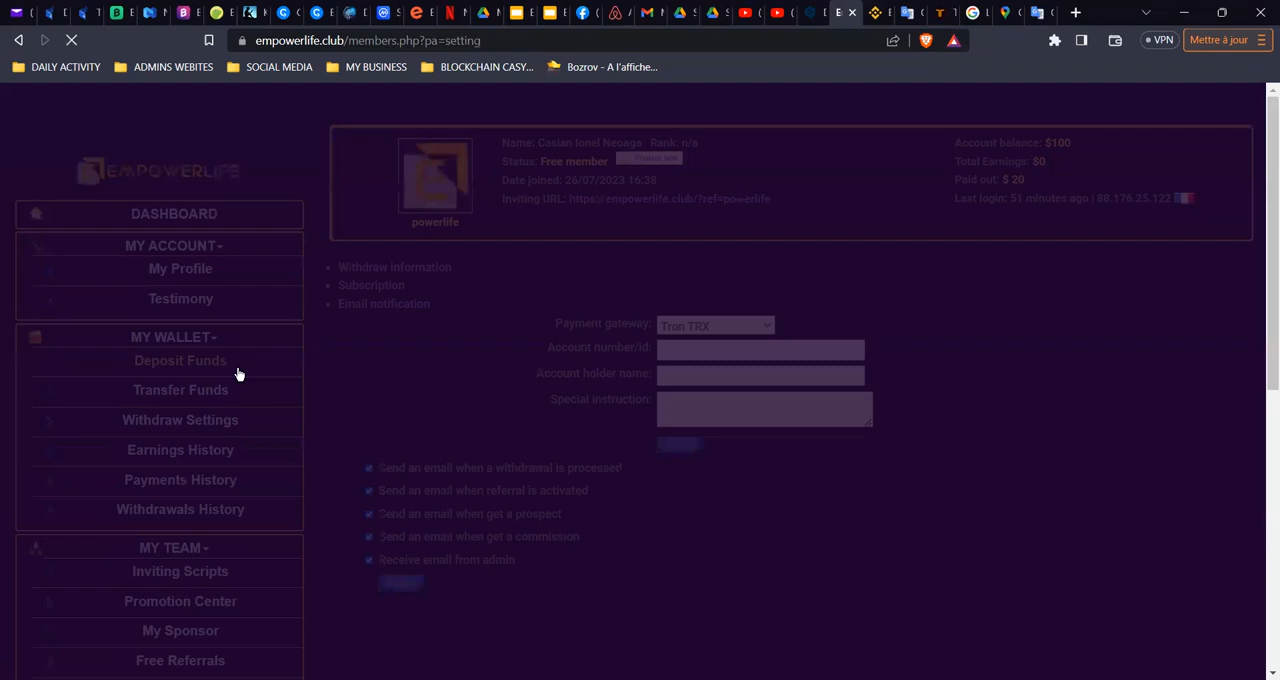 empowerlife.club/members.php?pa=setting
VPN
Mettre à jour
DAILY ACTIVITY
ADMINS WEBITES
SOCIAL MEDIA
MY BUSINESS
BLOCKCHAIN CASY...
Bozrov - A l'affiche...
EMPOWERLIFE
DASHBOARD
MY ACCOUNT
My Profile
Testimony
MY WALLET
Deposit Funds
Transfer Funds
Withdraw Settings
Earnings History
Payments History
Withdrawals History
MY TEAM
Inviting Scripts
Promotion Center
My Sponsor
Free Referrals
powerlife
Name: Casian Ionel Neoaga Rank: n/a
Status: Free member
Date joined: 26/07/2023 16:38
Inviting URL: https://empowerlife.club/?ref=powerlife
Account balance: $100
Total Earnings: $0
Paid out: $ 20
Last login: 51 minutes ago | 88.176.25.122
Withdraw information
Subscription
Email notification
Payment gateway: Tron TRX
Account number/id:
Account holder name:
Special instruction:
Send an email when a withdrawal is processed
Send an email when referral is activated
Send an email when get a prospect
Send an email when get a commission
Receive email from admin